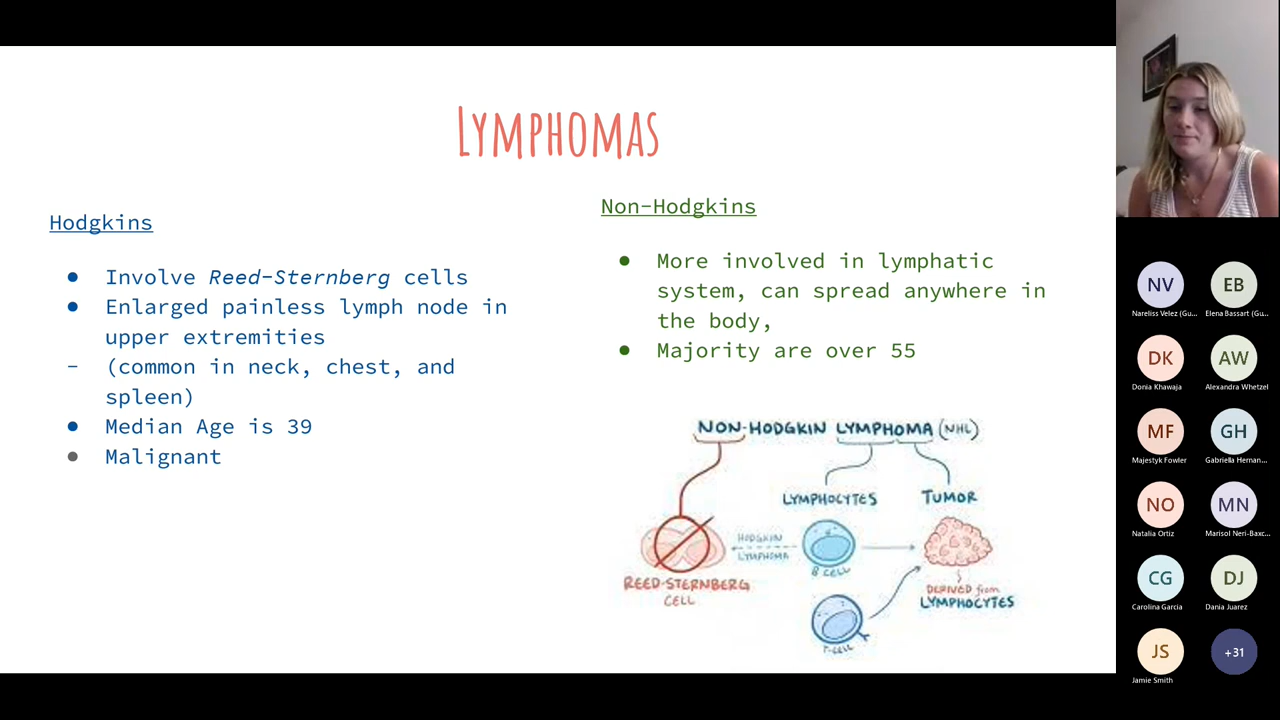 Lymphomas
Hodgkins
● Involve Reed-Sternberg cells
● Enlarged painless lymph node in
upper extremities
- (common in neck, chest, and
spleen)
● Median Age is 39
● Malignant
Non-Hodgkins
● More involved in lymphatic
system, can spread anywhere in
the body,
● Majority are over 55
NON-HODGKIN LYMPHOMA (NHL)
LYMPHOCYTES
TUMOR
HODGKIN
LYMPHOMA
B CELL
REED-STERNBERG
CELL
DERIVED from
LYMPHOCYTES
T-CELL
NV
EB
Nareliss Velez (Gu...
Elena Bassart (Gu...
DK
AW
Donia Khawaja
Alexandra Whetzel
MF
GH
Majestyk Fowler
Gabriella Hernan...
NO
MN
Natalia Ortiz
Marisol Neri-Baxc...
CG
DJ
Carolina Garcia
Dania Juarez
JS
+31
Jamie Smith